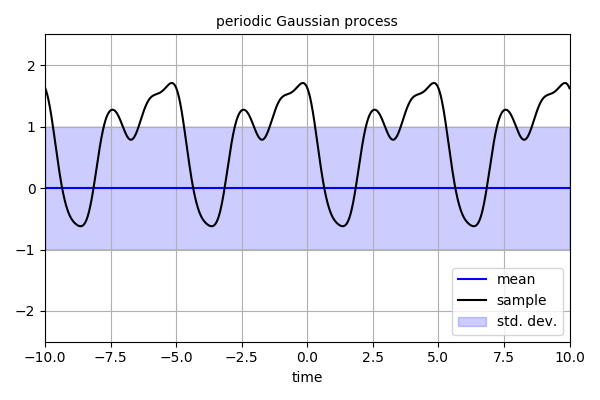 periodic Gaussian process
2
1
0
−1
−2
mean
sample
std. dev.
−10.0 −7.5 −5.0 −2.5 0.0 2.5 5.0 7.5 10.0
time